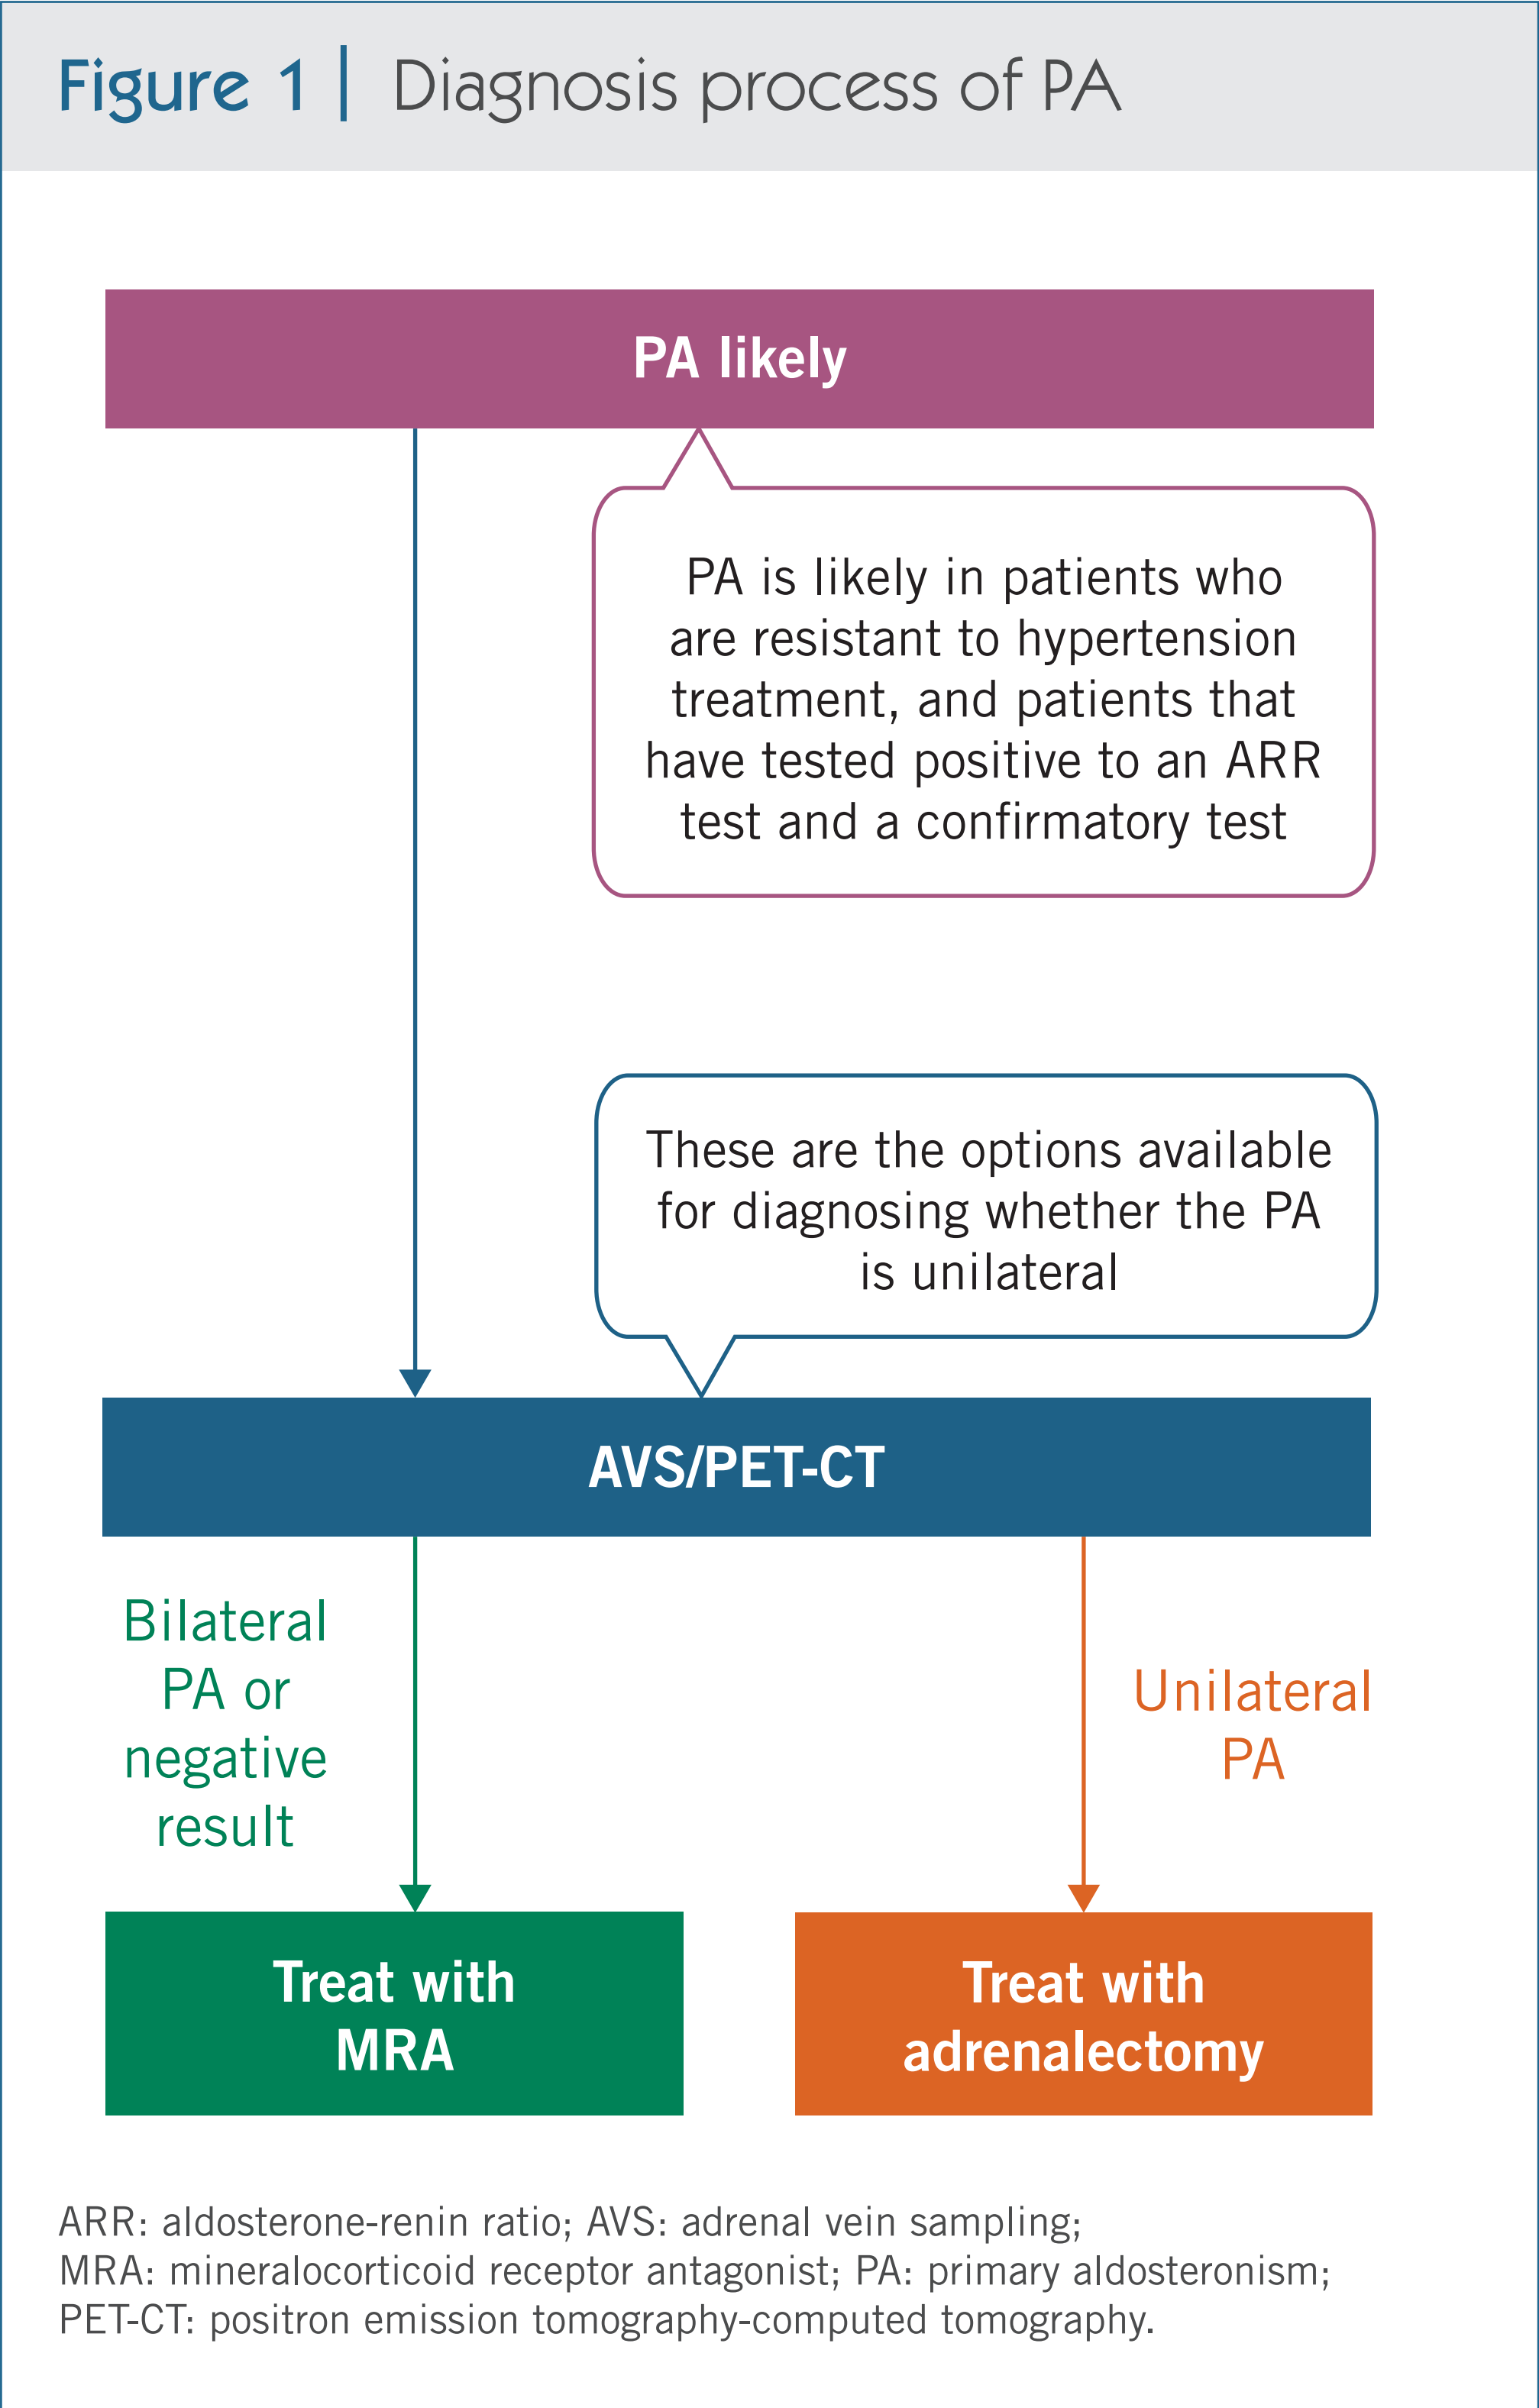 Figure 1 | Diagnosis process of PA
PA likely
PA is likely in patients who
are resistant to hypertension
treatment, and patients that
have tested positive to an ARR
test and a confirmatory test
These are the options available
for diagnosing whether the PA
is unilateral
AVS/PET-CT
Bilateral
PA or
negative
result
Unilateral
PA
Treat with
MRA
Treat with
adrenalectomy
ARR: aldosterone-renin ratio; AVS: adrenal vein sampling;
MRA: mineralocorticoid receptor antagonist; PA: primary aldosteronism;
PET-CT: positron emission tomography-computed tomography.